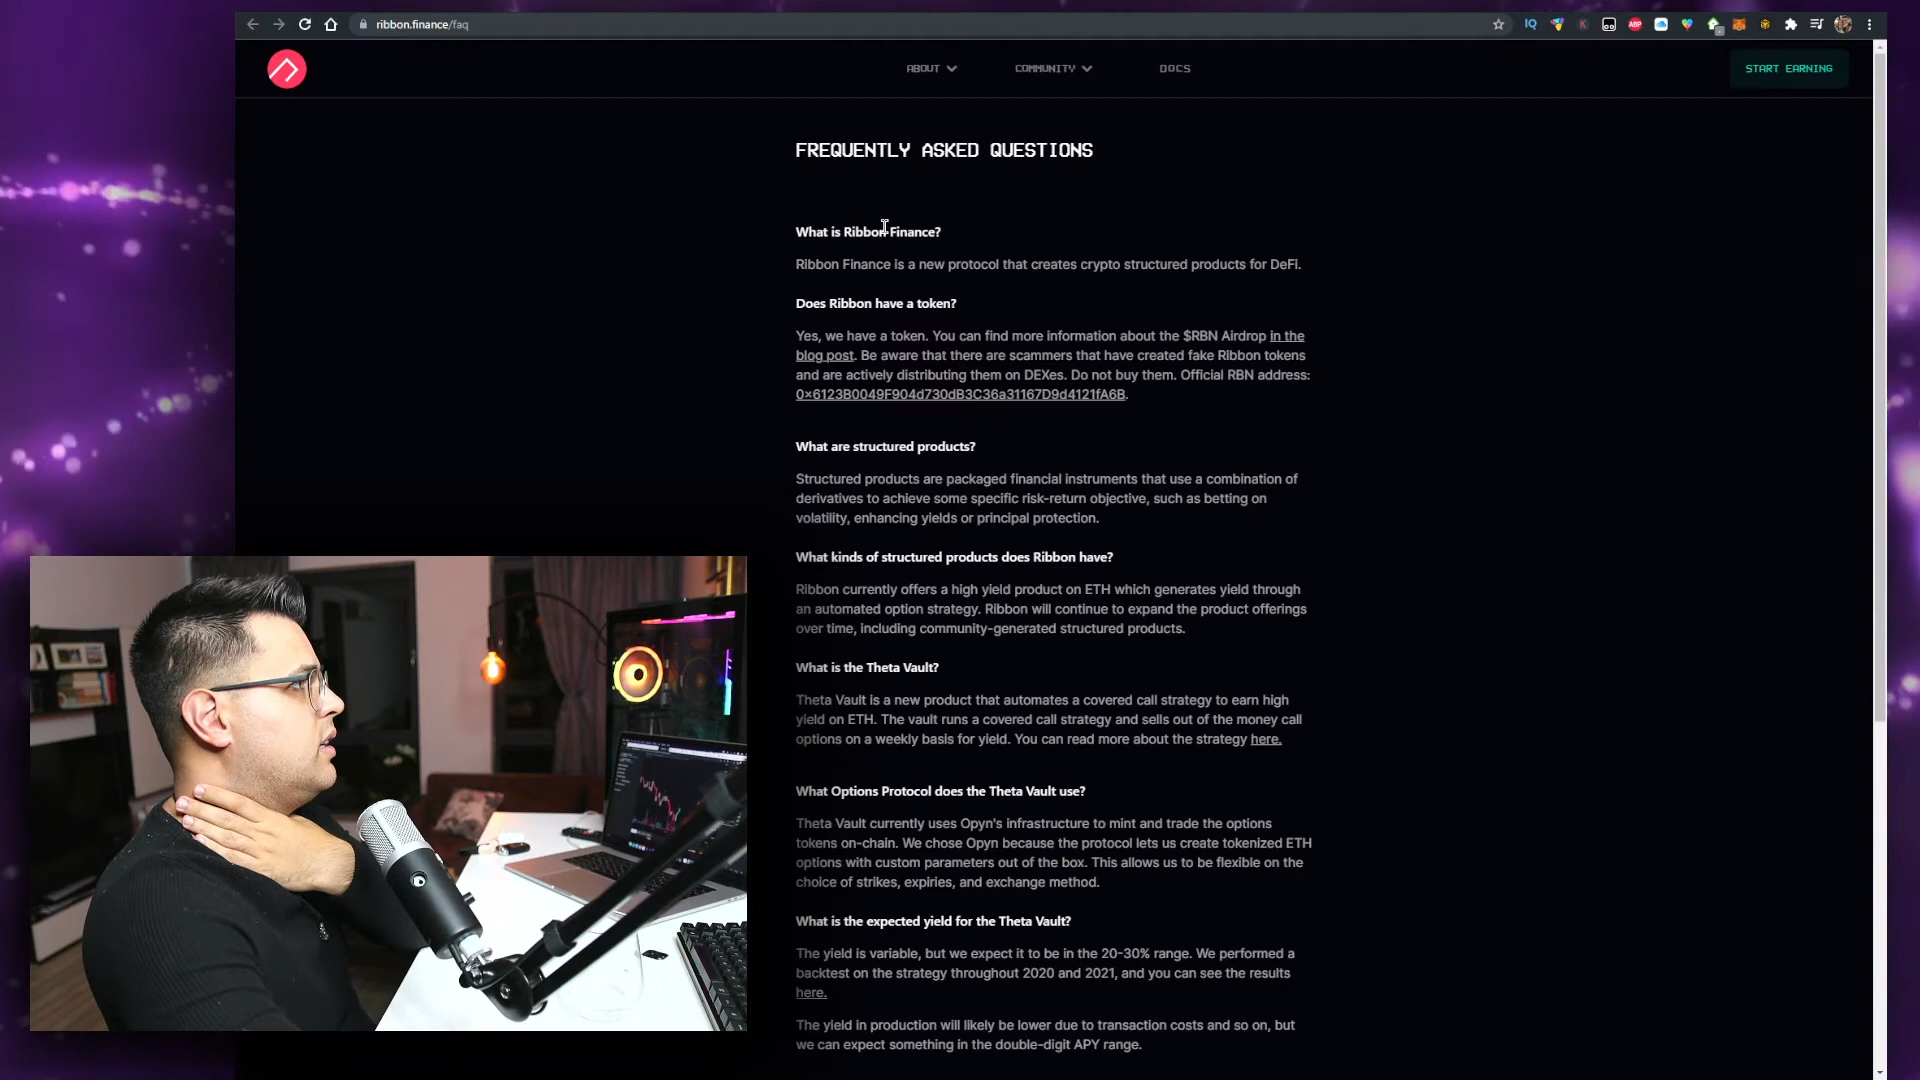 ribbon.finance/faq
IQ
ABP
ABOUT
COMMUNITY
DOCS
START EARNING
FREQUENTLY ASKED QUESTIONS
What is Ribbon Finance?
Ribbon Finance is a new protocol that creates crypto structured products for DeFi.
Does Ribbon have a token?
Yes, we have a token. You can find more information about the $RBN Airdrop in the
blog post. Be aware that there are scammers that have created fake Ribbon tokens
and are actively distributing them on DEXes. Do not buy them. Official RBN address:
0x6123B0049F904d730dB3C36a31167D9d4121fA6B.
What are structured products?
Structured products are packaged financial instruments that use a combination of
derivatives to achieve some specific risk-return objective, such as betting on
volatility, enhancing yields or principal protection.
What kinds of structured products does Ribbon have?
Ribbon currently offers a high yield product on ETH which generates yield through
an automated option strategy. Ribbon will continue to expand the product offerings
over time, including community-generated structured products.
What is the Theta Vault?
Theta Vault is a new product that automates a covered call strategy to earn high
yield on ETH. The vault runs a covered call strategy and sells out of the money call
options on a weekly basis for yield. You can read more about the strategy here.
What Options Protocol does the Theta Vault use?
Theta Vault currently uses Opyn's infrastructure to mint and trade the options
tokens on-chain. We chose Opyn because the protocol lets us create tokenized ETH
options with custom parameters out of the box. This allows us to be flexible on the
choice of strikes, expiries, and exchange method.
What is the expected yield for the Theta Vault?
The yield is variable, but we expect it to be in the 20-30% range. We performed a
backtest on the strategy throughout 2020 and 2021, and you can see the results
here.
The yield in production will likely be lower due to transaction costs and so on, but
we can expect something in the double-digit APY range.